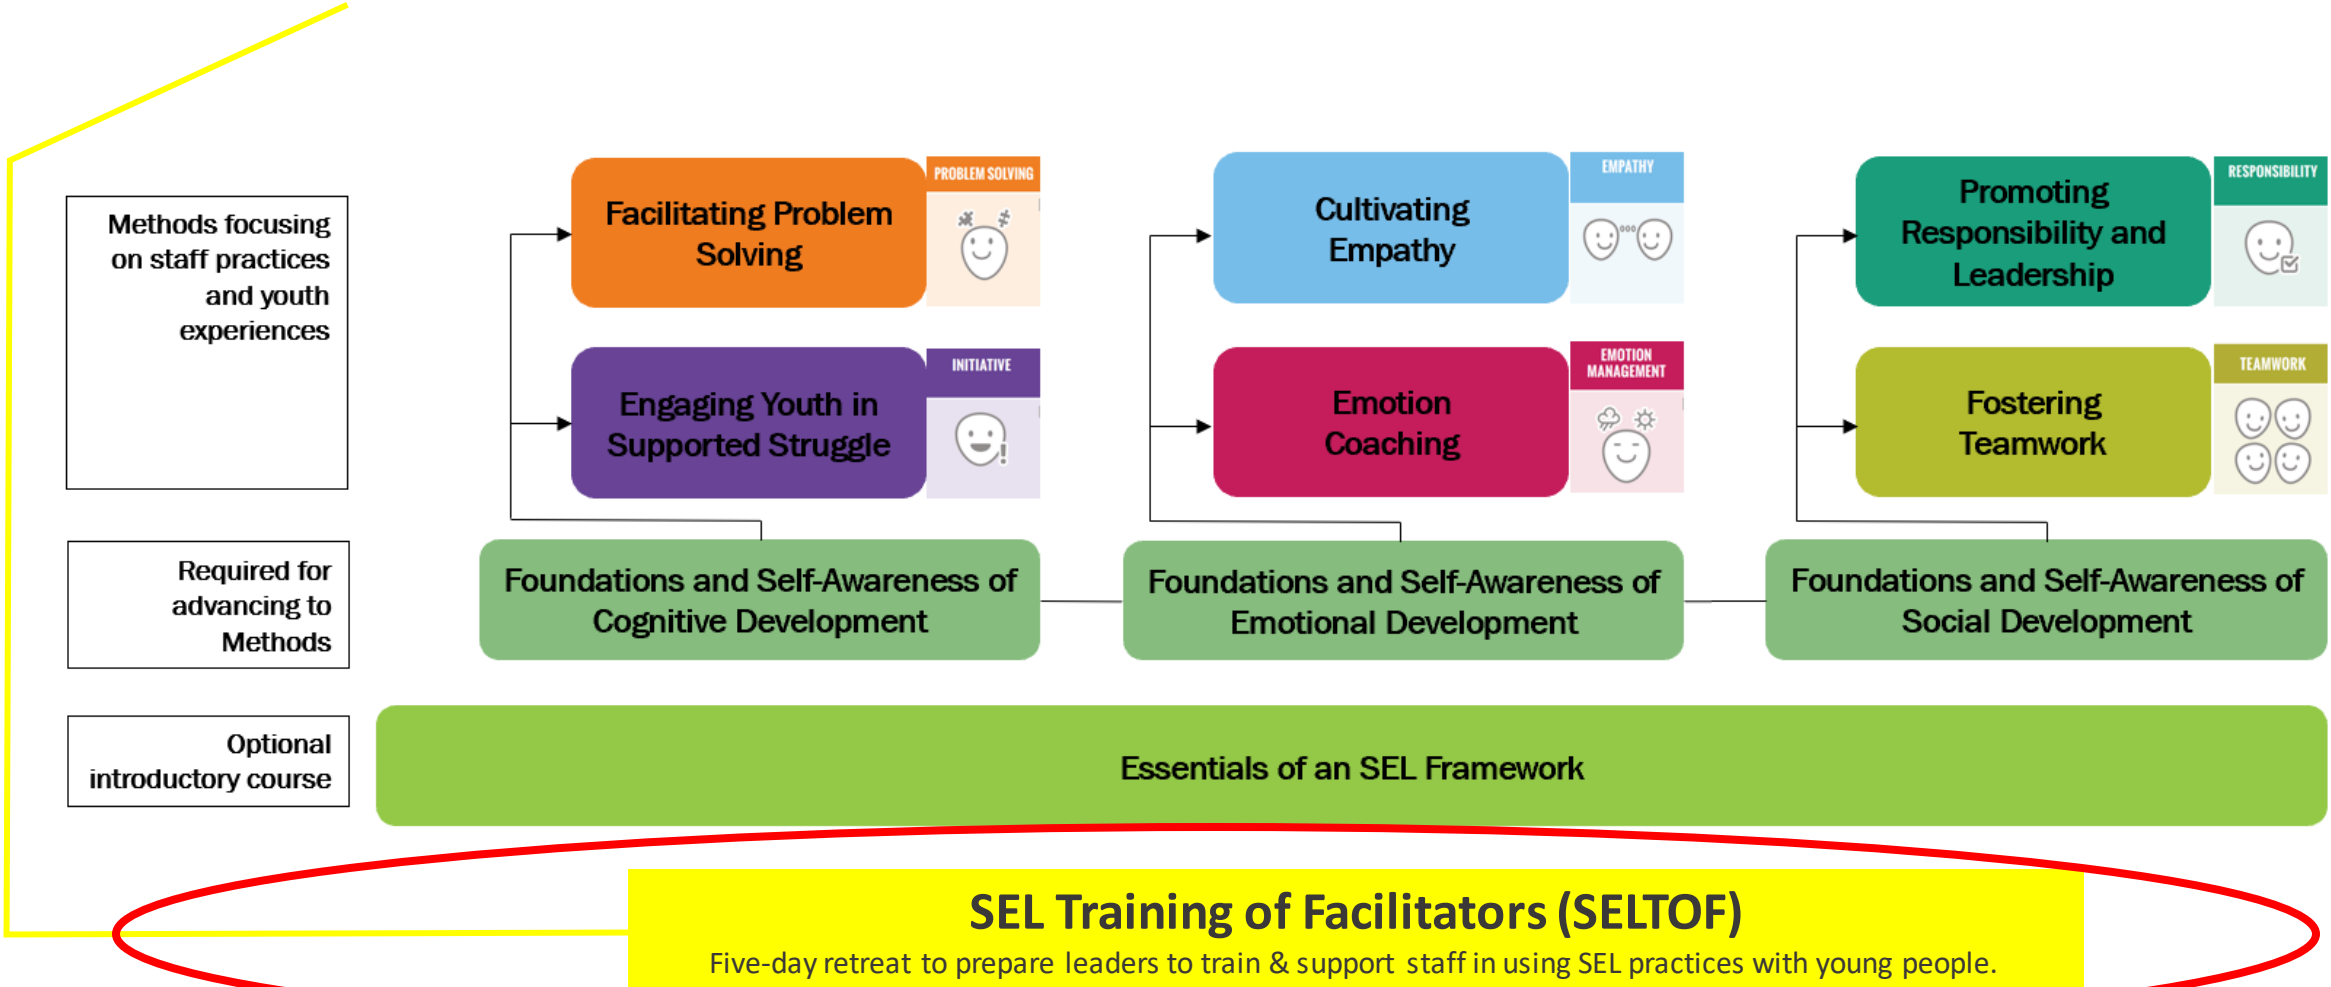 Methods focusing
on staff practices
and youth
experiences
Facilitating Problem
Solving
PROBLEM SOLVING
Cultivating
Empathy
EMPATHY
Promoting
Responsibility and
Leadership
RESPONSIBILITY
Engaging Youth in
Supported Struggle
INITIATIVE
Emotion
Coaching
EMOTION
MANAGEMENT
Fostering
Teamwork
TEAMWORK
Required for
advancing to
Methods
Foundations and Self-Awareness of
Cognitive Development
Foundations and Self-Awareness of
Emotional Development
Foundations and Self-Awareness of
Social Development
Optional
introductory course
Essentials of an SEL Framework
SEL Training of Facilitators (SELTOF)
Five-day retreat to prepare leaders to train & support staff in using SEL practices with young people.